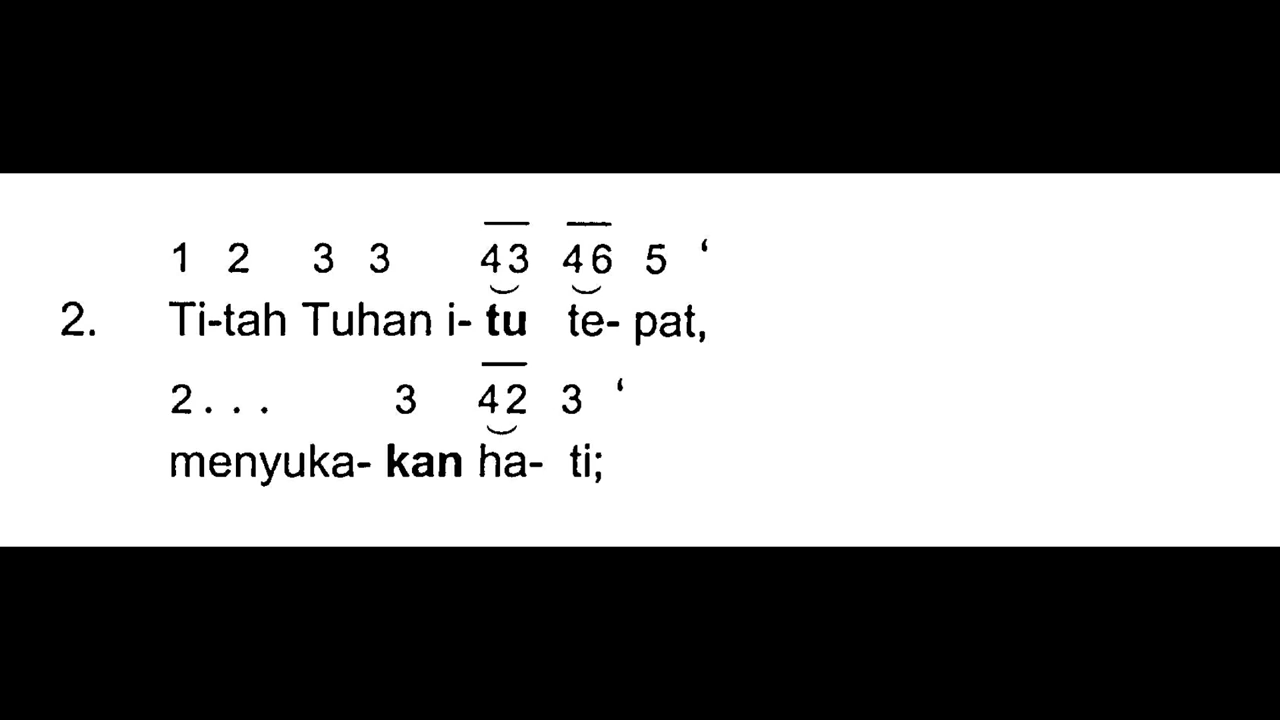 1 2 3 3 43 46 5 ‘
2. Ti-tah Tuhan i- tu te- pat,
2 . . . 3 42 3 ‘
menyuka- kan ha- ti;